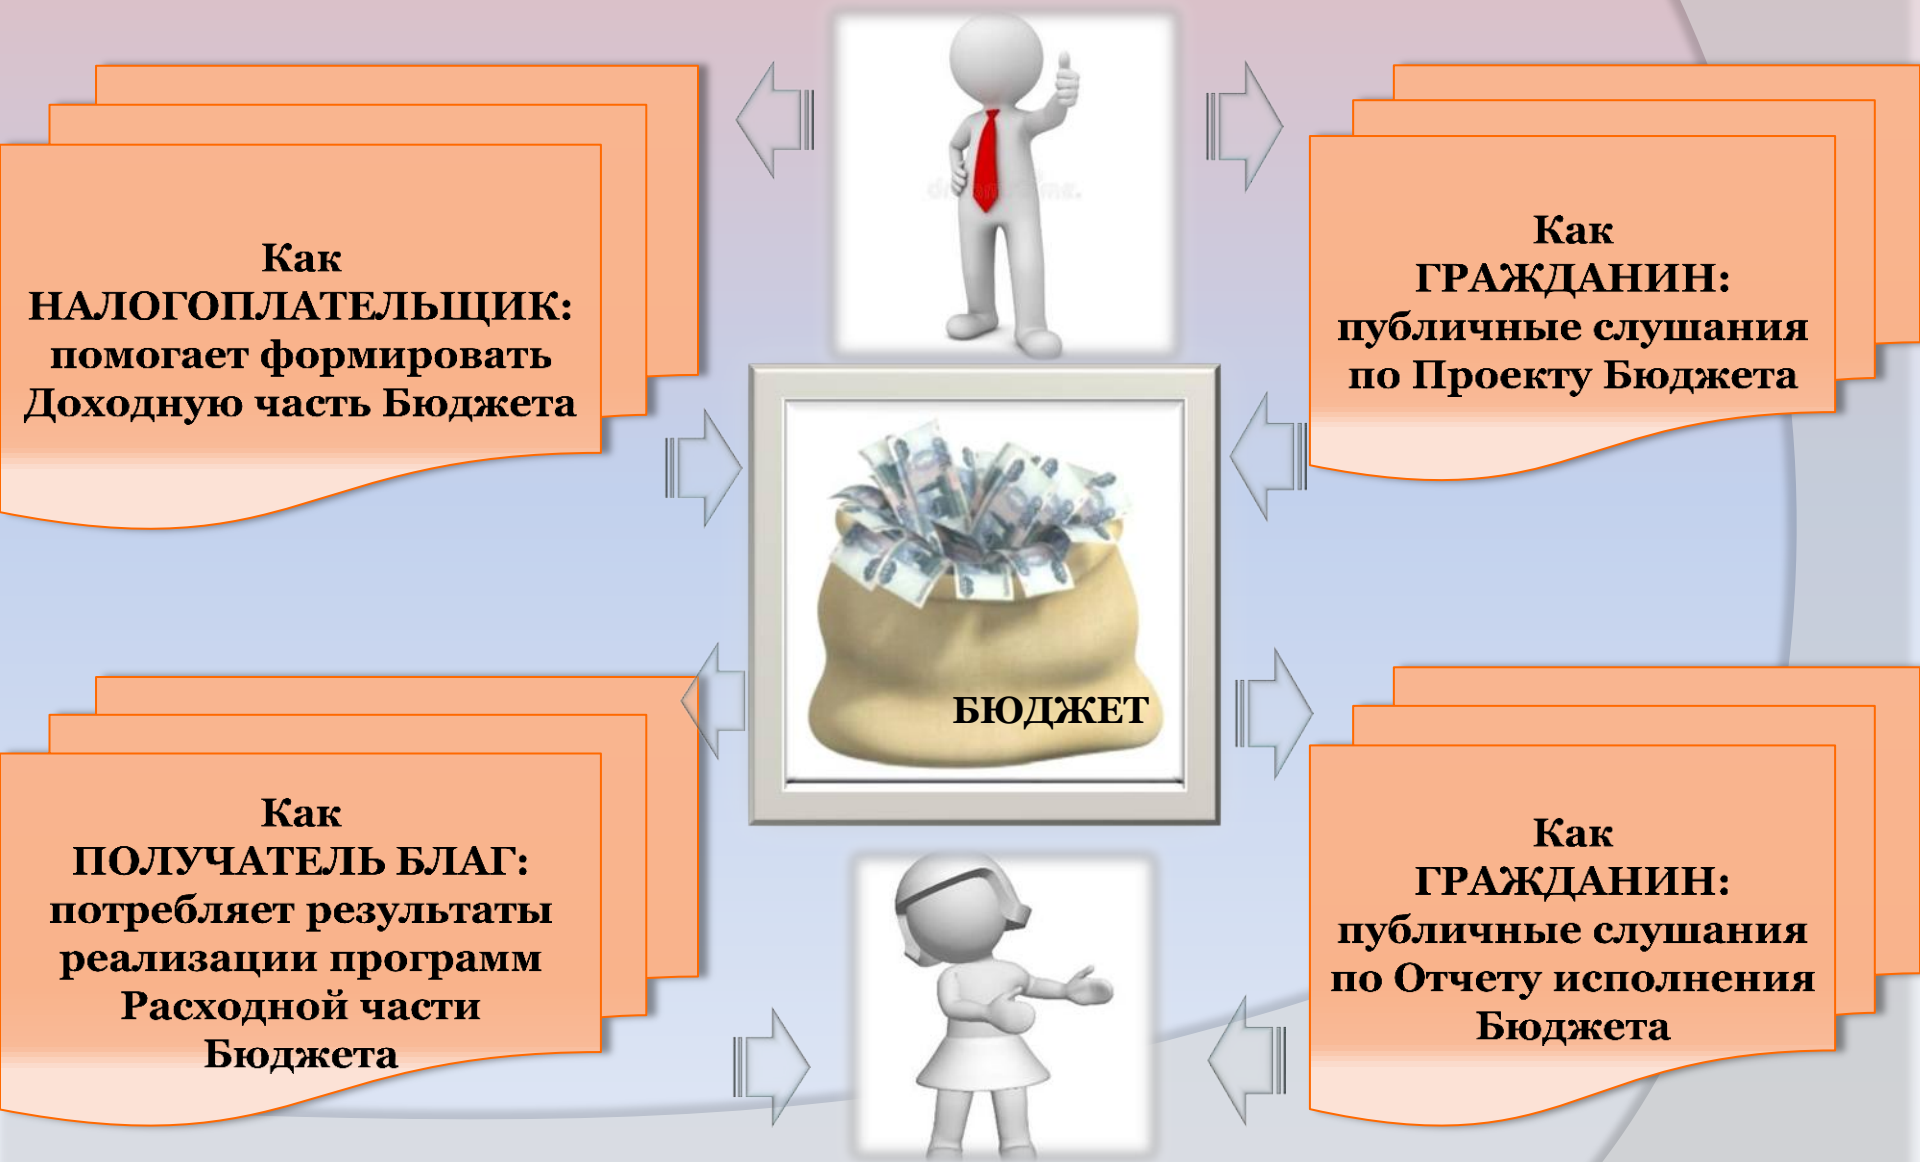 Как
НАЛОГОПЛАТЕЛЬЩИК:
помогает формировать
Доходную часть Бюджета
Как
ГРАЖДАНИН:
публичные слушания
по Проекту Бюджета
БЮДЖЕТ
Как
ПОЛУЧАТЕЛЬ БЛАГ:
потребляет результаты
реализации программ
Расходной части
Бюджета
Как
ГРАЖДАНИН:
публичные слушания
по Отчету исполнения
Бюджета